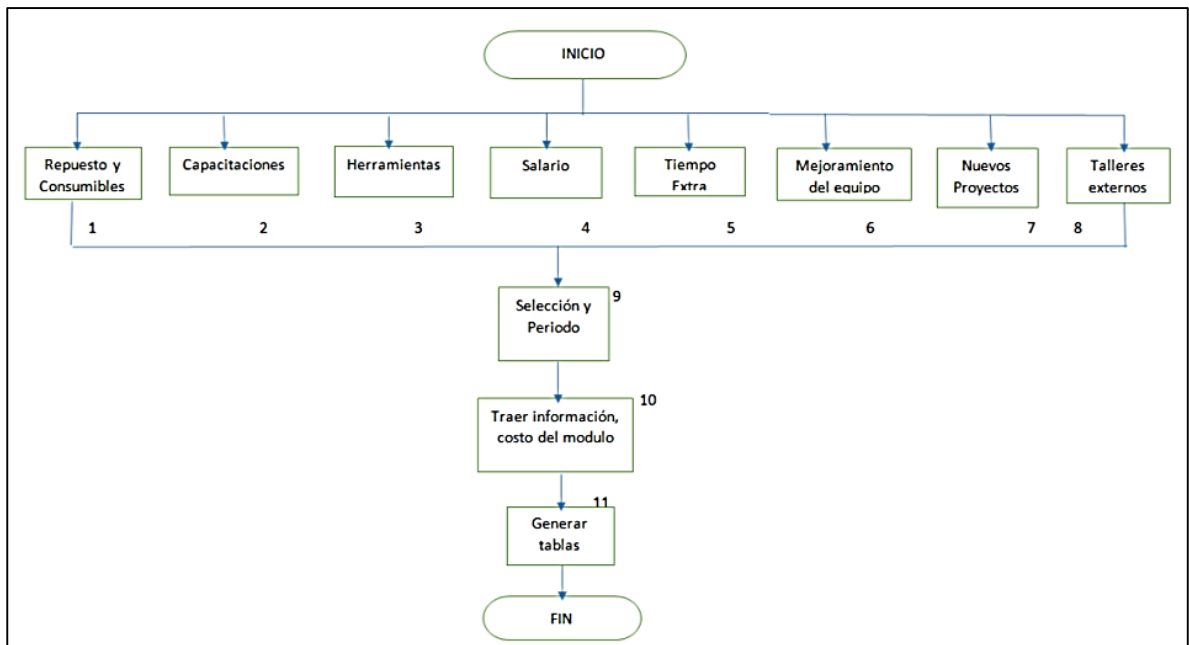 INICIO
Repuesto y
Consumibles
Capacitaciones
Herramientas
Salario
Tiempo
Extra
Mejoramiento
del equipo
Nuevos
Proyectos
Talleres
externos
1
2
3
4
5
6
7
8
Selección y
Periodo
9
Traer información,
costo del modulo
10
11
Generar
tablas
FIN